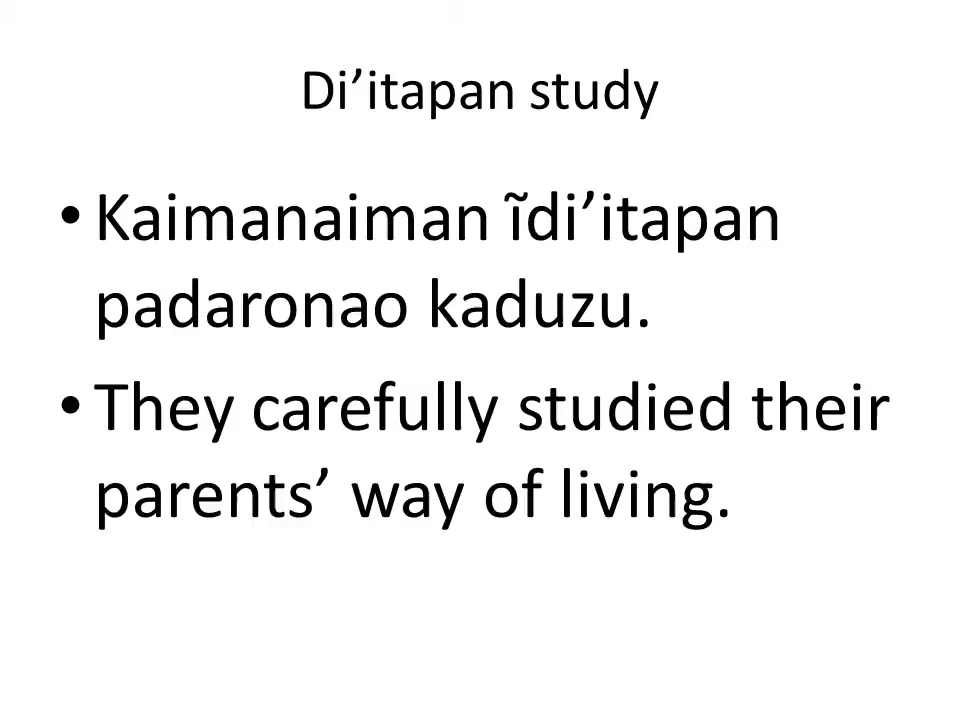 Di’itapan study
• Kaimanaiman ĩdi’itapan
padaronao kaduzu.
• They carefully studied their
parents’ way of living.